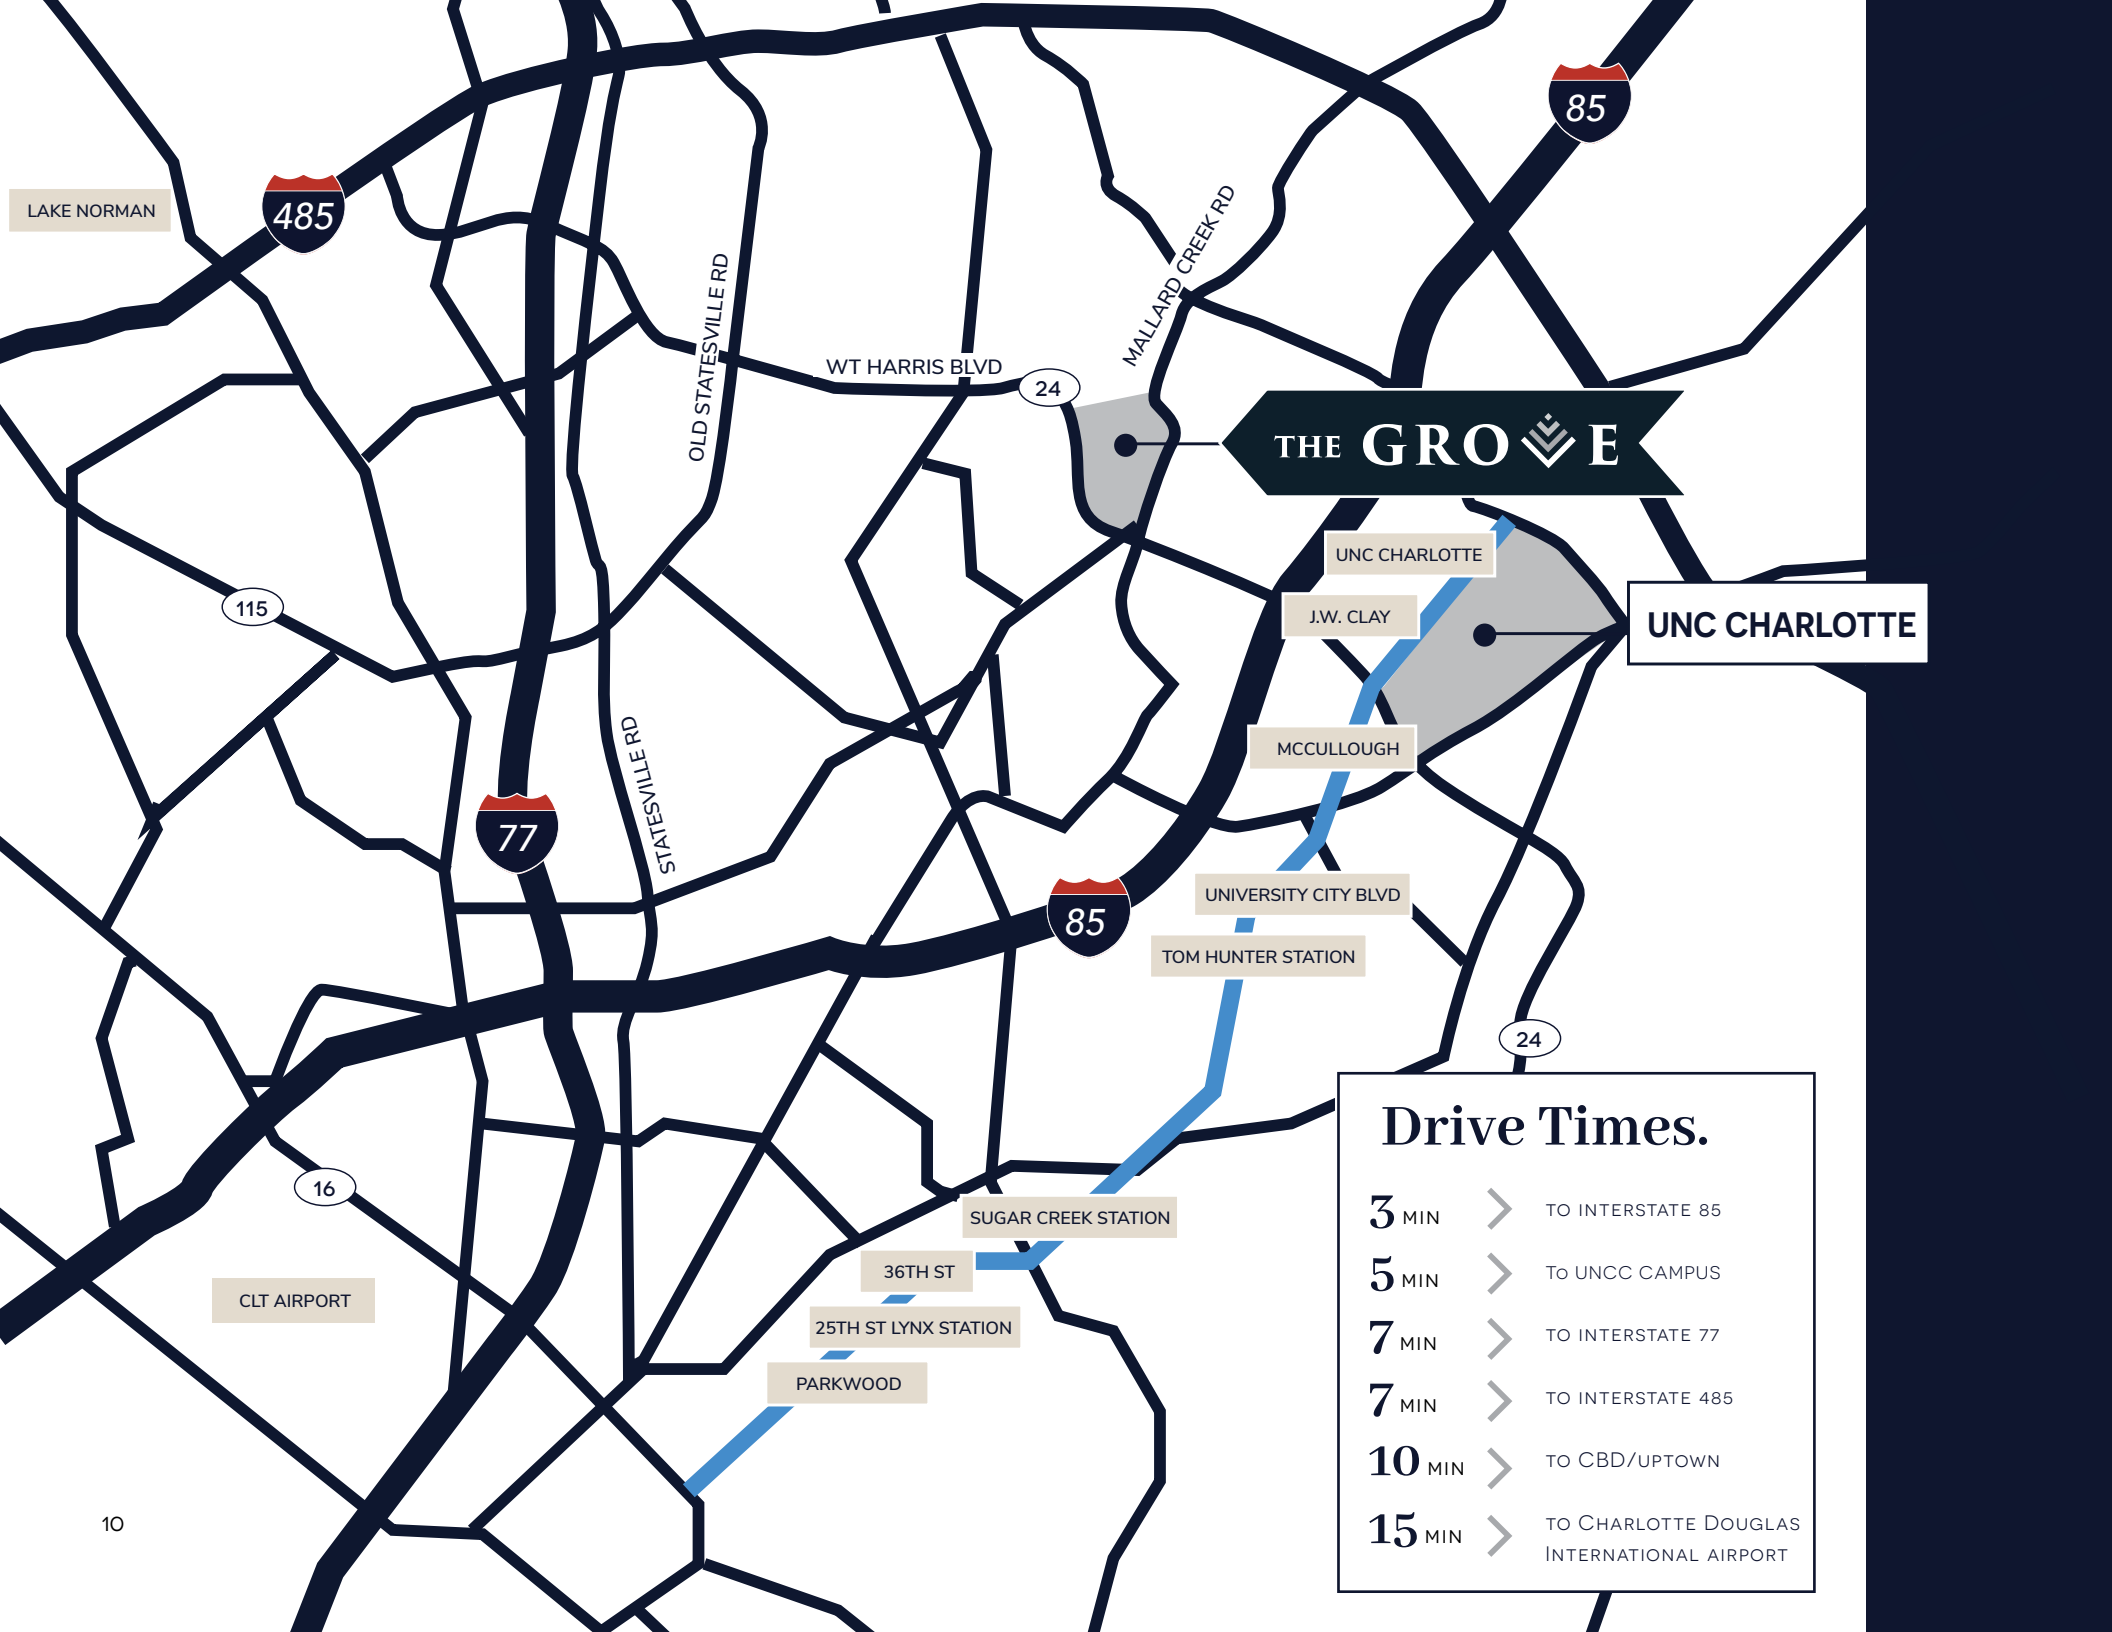 85
LAKE NORMAN
485
MALLARD CREEK RD
OLD STATESVILLE RD
WT HARRIS BLVD
24
THE GROVE
UNC CHARLOTTE
115
J.W. CLAY
UNC CHARLOTTE
STATESVILLE RD
MCCULLOUGH
77
85
UNIVERSITY CITY BLVD
TOM HUNTER STATION
24
16
SUGAR CREEK STATION
36TH ST
CLT AIRPORT
25TH ST LYNX STATION
PARKWOOD
Drive Times.
3 MIN TO INTERSTATE 85
5 MIN TO UNCC CAMPUS
7 MIN TO INTERSTATE 77
7 MIN TO INTERSTATE 485
10 MIN TO CBD/UPTOWN
15 MIN TO CHARLOTTE DOUGLAS
INTERNATIONAL AIRPORT
10